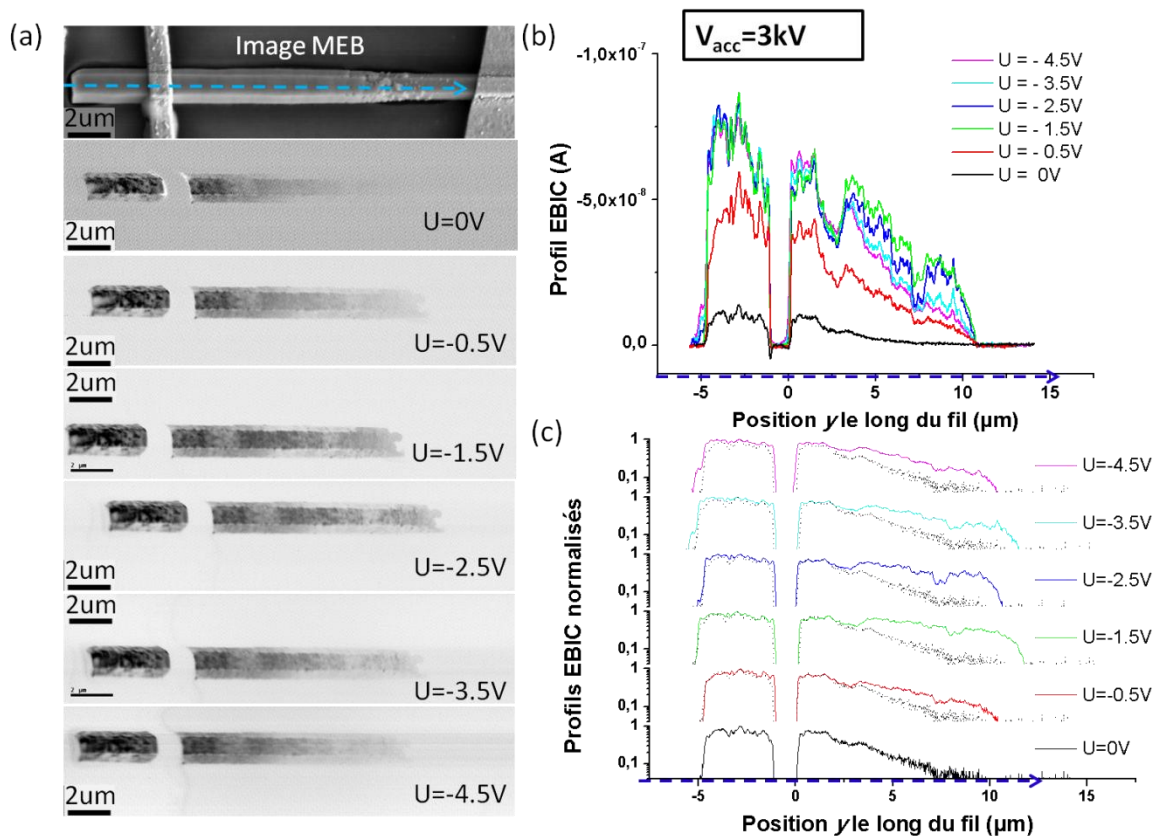 (a)
Image MEB
2um
2um
U=0V
2um
U=-0.5V
2 µm
U=-1.5V
2um
U=-2.5V
2um
2 µm
U=-3.5V
2um
U=-4.5V
(b)
V_acc=3kV
-1,0x10^-7
-5,0x10^-8
0,0
Profil EBIC (A)
U = - 4.5V
U = - 3.5V
U = - 2.5V
U = - 1.5V
U = - 0.5V
U = 0V
-5 0 5 10 15
Position y le long du fil (µm)
(c)
Profils EBIC normalisés
1
0,1
U=-4.5V
1
0,1
U=-3.5V
1
0,1
U=-2.5V
1
0,1
U=-1.5V
1
0,1
U=-0.5V
1
0,1
U=0V
-5 0 5 10 15
Position y le long du fil (µm)